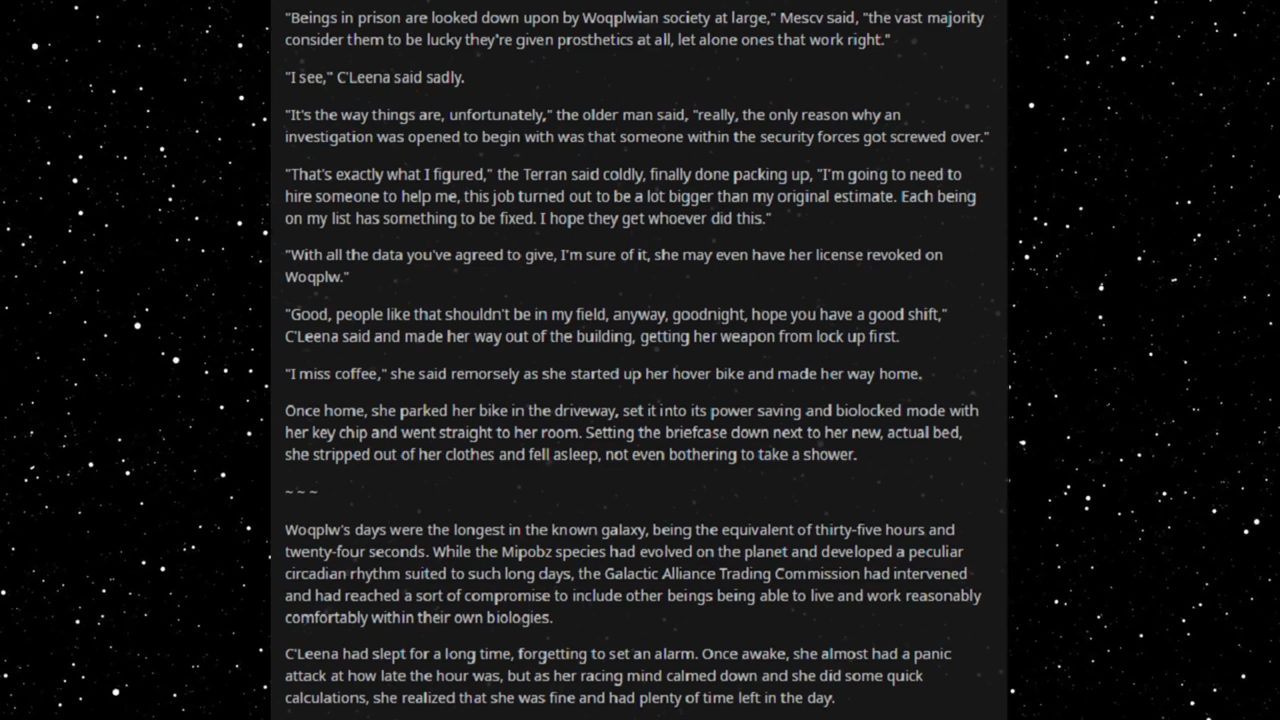 "Beings in prison are looked down upon by Woqplwian society at large," Mescv said, "the vast majority
consider them to be lucky they're given prosthetics at all, let alone ones that work right."
"I see," C'Leena said sadly.
"It's the way things are, unfortunately," the older man said, "really, the only reason why an
investigation was opened to begin with was that someone within the security forces got screwed over."
"That's exactly what I figured," the Terran said coldly, finally done packing up, "I'm going to need to
hire someone to help me, this job turned out to be a lot bigger than my original estimate. Each being
on my list has something to be fixed. I hope they get whoever did this."
"With all the data you've agreed to give, I'm sure of it, she may even have her license revoked on
Woqplw."
"Good, people like that shouldn't be in my field, anyway, goodnight, hope you have a good shift,"
C'Leena said and made her way out of the building, getting her weapon from lock up first.
"I miss coffee," she said remorsely as she started up her hover bike and made her way home.
Once home, she parked her bike in the driveway, set it into its power saving and biolocked mode with
her key chip and went straight to her room. Setting the briefcase down next to her new, actual bed,
she stripped out of her clothes and fell asleep, not even bothering to take a shower.
~ ~ ~
Woqplw's days were the longest in the known galaxy, being the equivalent of thirty-five hours and
twenty-four seconds. While the Mipobz species had evolved on the planet and developed a peculiar
circadian rhythm suited to such long days, the Galactic Alliance Trading Commission had intervened
and had reached a sort of compromise to include other beings being able to live and work reasonably
comfortably within their own biologies.
C'Leena had slept for a long time, forgetting to set an alarm. Once awake, she almost had a panic
attack at how late the hour was, but as her racing mind calmed down and she did some quick
calculations, she realized that she was fine and had plenty of time left in the day.